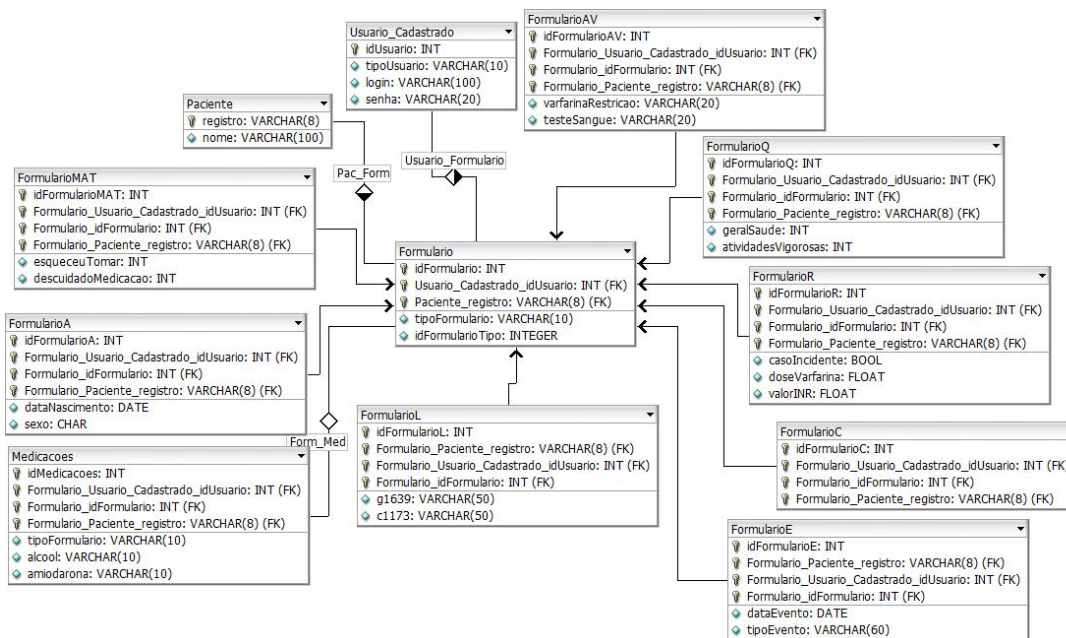 Usuario_Cadastrado
idUsuario: INT
tipoUsuario: VARCHAR(10)
login: VARCHAR(100)
senha: VARCHAR(20)
FormularioAV
idFormularioAV: INT
Formulario_Usuario_Cadastrado_idUsuario: INT (FK)
Formulario_idFormulario: INT (FK)
Formulario_Paciente_registro: VARCHAR(8) (FK)
varfarinaRestricao: VARCHAR(20)
testeSangue: VARCHAR(20)
Paciente
registro: VARCHAR(8)
nome: VARCHAR(100)
Usuario_Formulario
Pac_Form
FormularioQ
idFormularioQ: INT
Formulario_Usuario_Cadastrado_idUsuario: INT (FK)
Formulario_idFormulario: INT (FK)
Formulario_Paciente_registro: VARCHAR(8) (FK)
geralSaude: INT
atividadesVigorosas: INT
FormularioMAT
idFormularioMAT: INT
Formulario_Usuario_Cadastrado_idUsuario: INT (FK)
Formulario_idFormulario: INT (FK)
Formulario_Paciente_registro: VARCHAR(8) (FK)
esqueceuTomar: INT
descuidadoMedicacao: INT
Formulario
idFormulario: INT
Usuario_Cadastrado_idUsuario: INT (FK)
Paciente_registro: VARCHAR(8) (FK)
tipoFormulario: VARCHAR(10)
idFormularioTipo: INTEGER
FormularioR
idFormularioR: INT
Formulario_Usuario_Cadastrado_idUsuario: INT (FK)
Formulario_idFormulario: INT (FK)
Formulario_Paciente_registro: VARCHAR(8) (FK)
casoIncidente: BOOL
doseVarfarina: FLOAT
valorINR: FLOAT
FormularioA
idFormularioA: INT
Formulario_Usuario_Cadastrado_idUsuario: INT (FK)
Formulario_idFormulario: INT (FK)
Formulario_Paciente_registro: VARCHAR(8) (FK)
dataNascimento: DATE
sexo: CHAR
Form_Med
FormularioL
idFormularioL: INT
Formulario_Paciente_registro: VARCHAR(8) (FK)
Formulario_Usuario_Cadastrado_idUsuario: INT (FK)
Formulario_idFormulario: INT (FK)
g1639: VARCHAR(50)
c1173: VARCHAR(50)
FormularioC
idFormularioC: INT
Formulario_Usuario_Cadastrado_idUsuario: INT (FK)
Formulario_idFormulario: INT (FK)
Formulario_Paciente_registro: VARCHAR(8) (FK)
Medicacoes
idMedicacoes: INT
Formulario_Usuario_Cadastrado_idUsuario: INT (FK)
Formulario_idFormulario: INT (FK)
Formulario_Paciente_registro: VARCHAR(8) (FK)
tipoFormulario: VARCHAR(10)
alcool: VARCHAR(10)
amiodarona: VARCHAR(10)
FormularioE
idFormularioE: INT
Formulario_Paciente_registro: VARCHAR(8) (FK)
Formulario_Usuario_Cadastrado_idUsuario: INT (FK)
Formulario_idFormulario: INT (FK)
dataEvento: DATE
tipoEvento: VARCHAR(60)